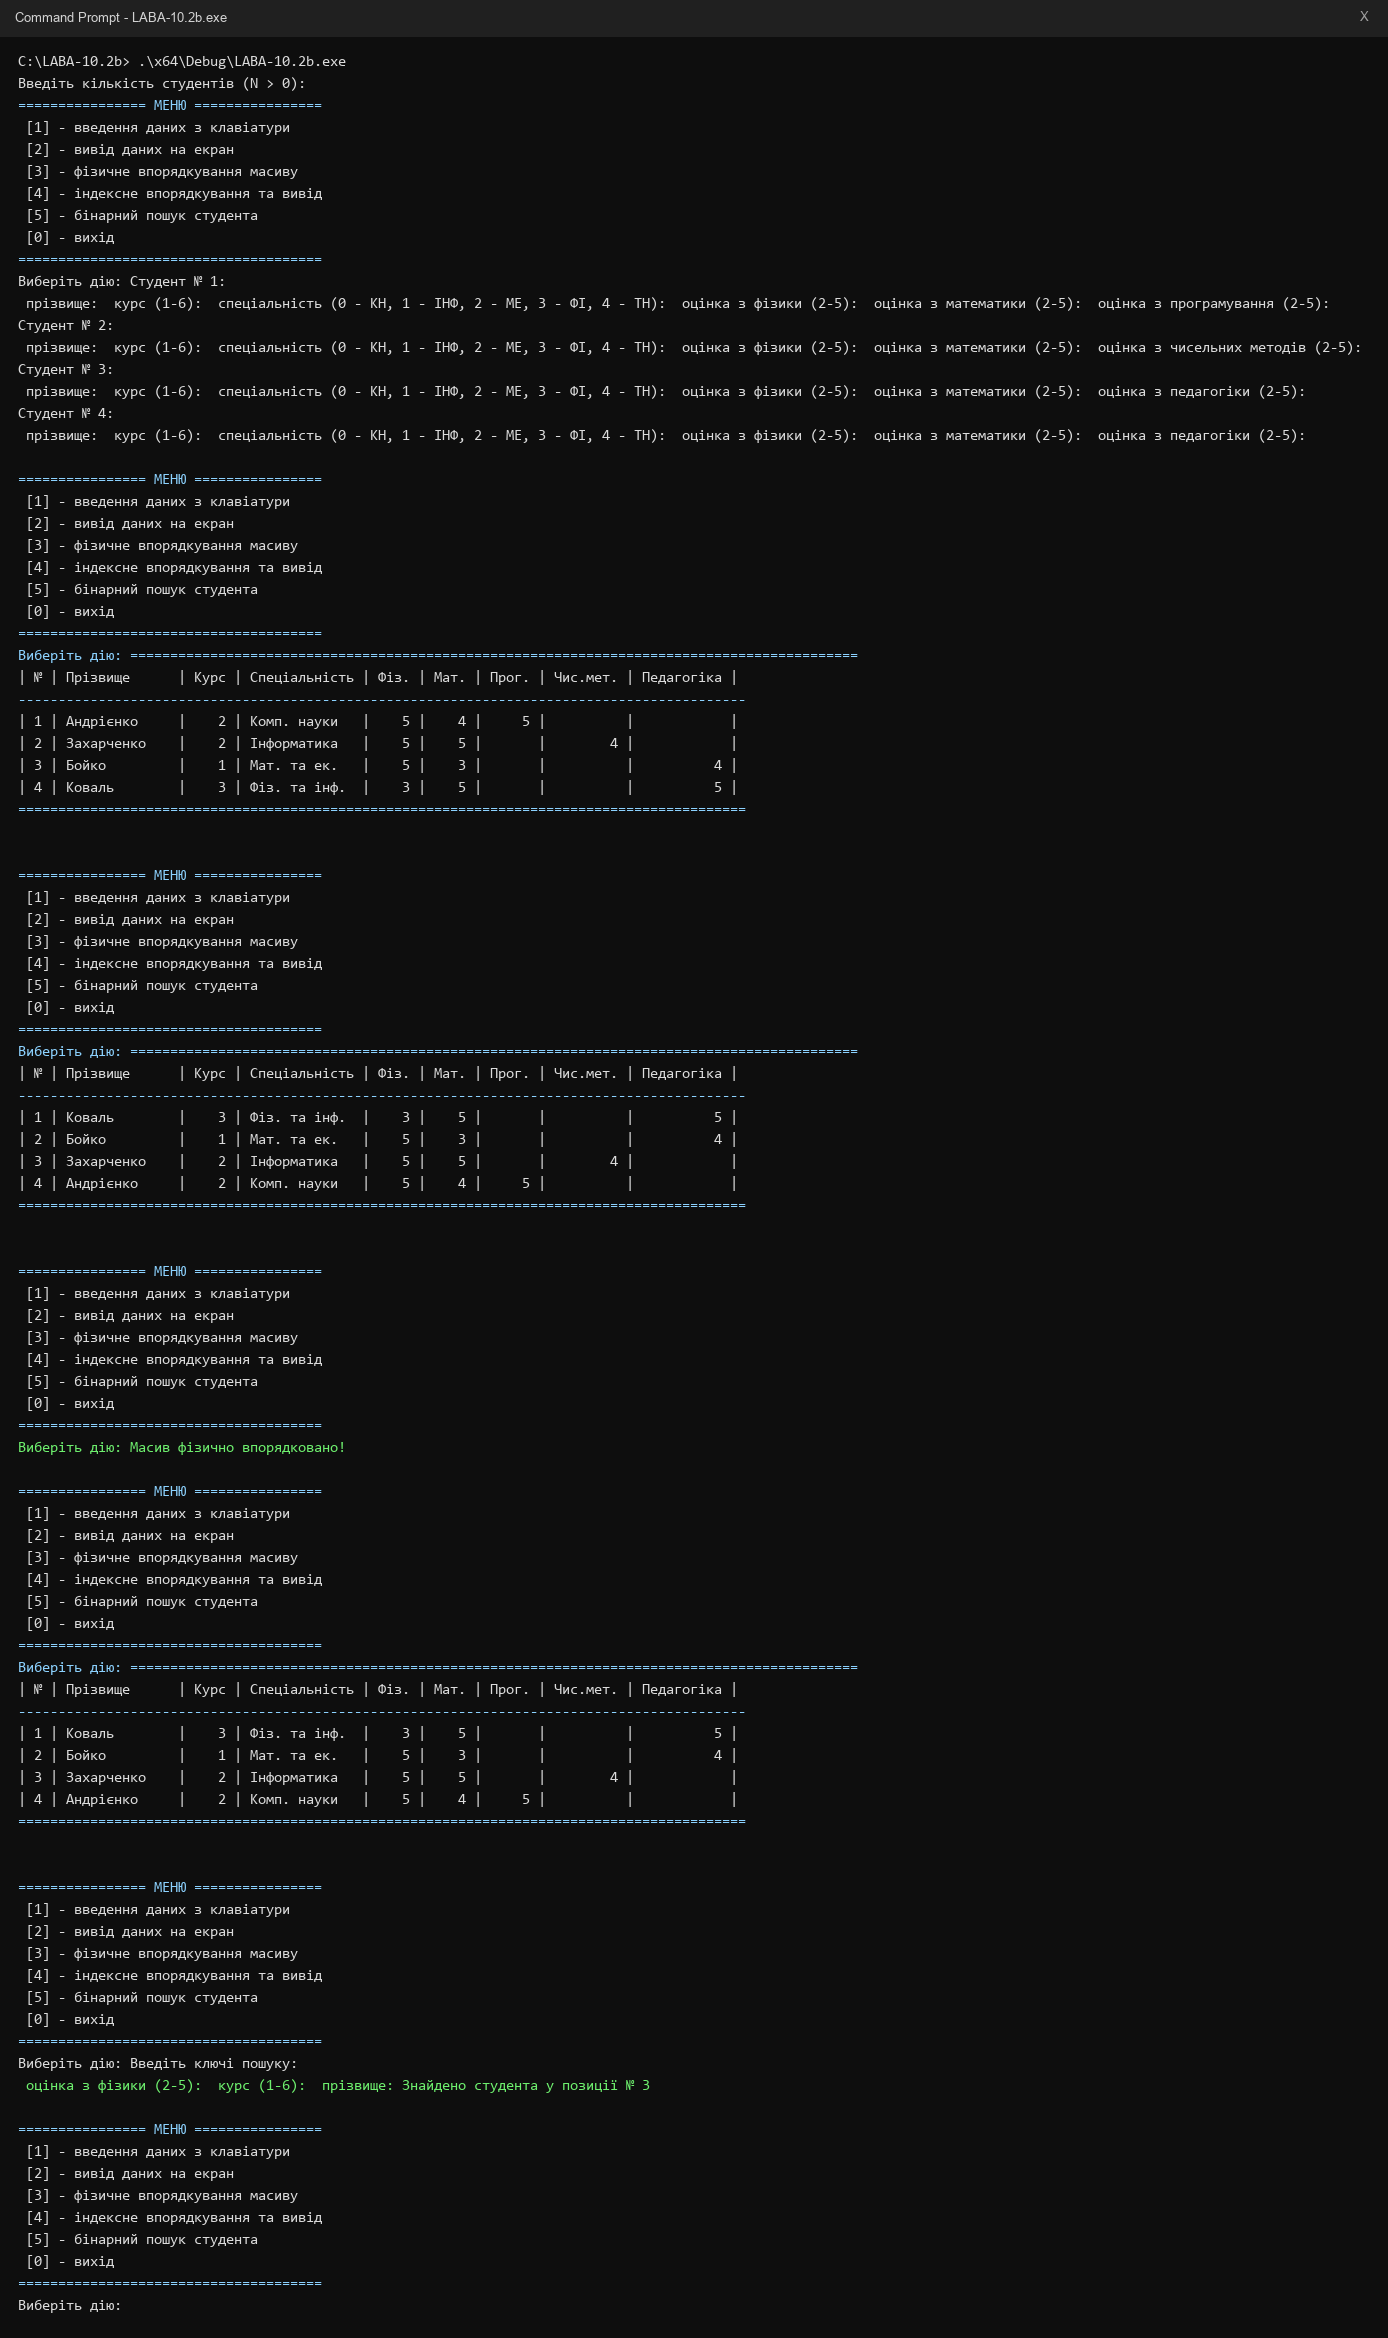 Command Prompt - LABA-10.2b.exe X
C:\LABA-10.2b> .\x64\Debug\LABA-10.2b.exe
Введіть кількість студентів (N > 0):
================ МЕНЮ ================
[1] - введення даних з клавіатури
[2] - вивід даних на екран
[3] - фізичне впорядкування масиву
[4] - індексне впорядкування та вивід
[5] - бінарний пошук студента
[0] - вихід
======================================
Виберіть дію: Студент № 1:
прізвище:  курс (1-6):  спеціальність (0 - КН, 1 - ІНФ, 2 - МЕ, 3 - ФІ, 4 - ТН):  оцінка з фізики (2-5):  оцінка з математики (2-5):  оцінка з програмування (2-5):
Студент № 2:
прізвище:  курс (1-6):  спеціальність (0 - КН, 1 - ІНФ, 2 - МЕ, 3 - ФІ, 4 - ТН):  оцінка з фізики (2-5):  оцінка з математики (2-5):  оцінка з чисельних методів (2-5):
Студент № 3:
прізвище:  курс (1-6):  спеціальність (0 - КН, 1 - ІНФ, 2 - МЕ, 3 - ФІ, 4 - ТН):  оцінка з фізики (2-5):  оцінка з математики (2-5):  оцінка з педагогіки (2-5):
Студент № 4:
прізвище:  курс (1-6):  спеціальність (0 - КН, 1 - ІНФ, 2 - МЕ, 3 - ФІ, 4 - ТН):  оцінка з фізики (2-5):  оцінка з математики (2-5):  оцінка з педагогіки (2-5):
================ МЕНЮ ================
[1] - введення даних з клавіатури
[2] - вивід даних на екран
[3] - фізичне впорядкування масиву
[4] - індексне впорядкування та вивід
[5] - бінарний пошук студента
[0] - вихід
======================================
Виберіть дію: ===========================================================================================
| № | Прізвище      | Курс | Спеціальність | Фіз. | Мат. | Прог. | Чис.мет. | Педагогіка |
-------------------------------------------------------------------------------------------
| 1 | Андрієнко     |    2 | Комп. науки   |    5 |    4 |     5 |          |            |
| 2 | Захарченко    |    2 | Інформатика   |    5 |    5 |       |        4 |            |
| 3 | Бойко         |    1 | Мат. та ек.   |    5 |    3 |       |          |          4 |
| 4 | Коваль        |    3 | Фіз. та інф.  |    3 |    5 |       |          |          5 |
===========================================================================================
================ МЕНЮ ================
[1] - введення даних з клавіатури
[2] - вивід даних на екран
[3] - фізичне впорядкування масиву
[4] - індексне впорядкування та вивід
[5] - бінарний пошук студента
[0] - вихід
======================================
Виберіть дію: ===========================================================================================
| № | Прізвище      | Курс | Спеціальність | Фіз. | Мат. | Прог. | Чис.мет. | Педагогіка |
-------------------------------------------------------------------------------------------
| 1 | Коваль        |    3 | Фіз. та інф.  |    3 |    5 |       |          |          5 |
| 2 | Бойко         |    1 | Мат. та ек.   |    5 |    3 |       |          |          4 |
| 3 | Захарченко    |    2 | Інформатика   |    5 |    5 |       |        4 |            |
| 4 | Андрієнко     |    2 | Комп. науки   |    5 |    4 |     5 |          |            |
===========================================================================================
================ МЕНЮ ================
[1] - введення даних з клавіатури
[2] - вивід даних на екран
[3] - фізичне впорядкування масиву
[4] - індексне впорядкування та вивід
[5] - бінарний пошук студента
[0] - вихід
======================================
Виберіть дію: Масив фізично впорядковано!
================ МЕНЮ ================
[1] - введення даних з клавіатури
[2] - вивід даних на екран
[3] - фізичне впорядкування масиву
[4] - індексне впорядкування та вивід
[5] - бінарний пошук студента
[0] - вихід
======================================
Виберіть дію: ===========================================================================================
| № | Прізвище      | Курс | Спеціальність | Фіз. | Мат. | Прог. | Чис.мет. | Педагогіка |
-------------------------------------------------------------------------------------------
| 1 | Коваль        |    3 | Фіз. та інф.  |    3 |    5 |       |          |          5 |
| 2 | Бойко         |    1 | Мат. та ек.   |    5 |    3 |       |          |          4 |
| 3 | Захарченко    |    2 | Інформатика   |    5 |    5 |       |        4 |            |
| 4 | Андрієнко     |    2 | Комп. науки   |    5 |    4 |     5 |          |            |
===========================================================================================
================ МЕНЮ ================
[1] - введення даних з клавіатури
[2] - вивід даних на екран
[3] - фізичне впорядкування масиву
[4] - індексне впорядкування та вивід
[5] - бінарний пошук студента
[0] - вихід
======================================
Виберіть дію: Введіть ключі пошуку:
оцінка з фізики (2-5):  курс (1-6):  прізвище: Знайдено студента у позиції № 3
================ МЕНЮ ================
[1] - введення даних з клавіатури
[2] - вивід даних на екран
[3] - фізичне впорядкування масиву
[4] - індексне впорядкування та вивід
[5] - бінарний пошук студента
[0] - вихід
======================================
Виберіть дію: